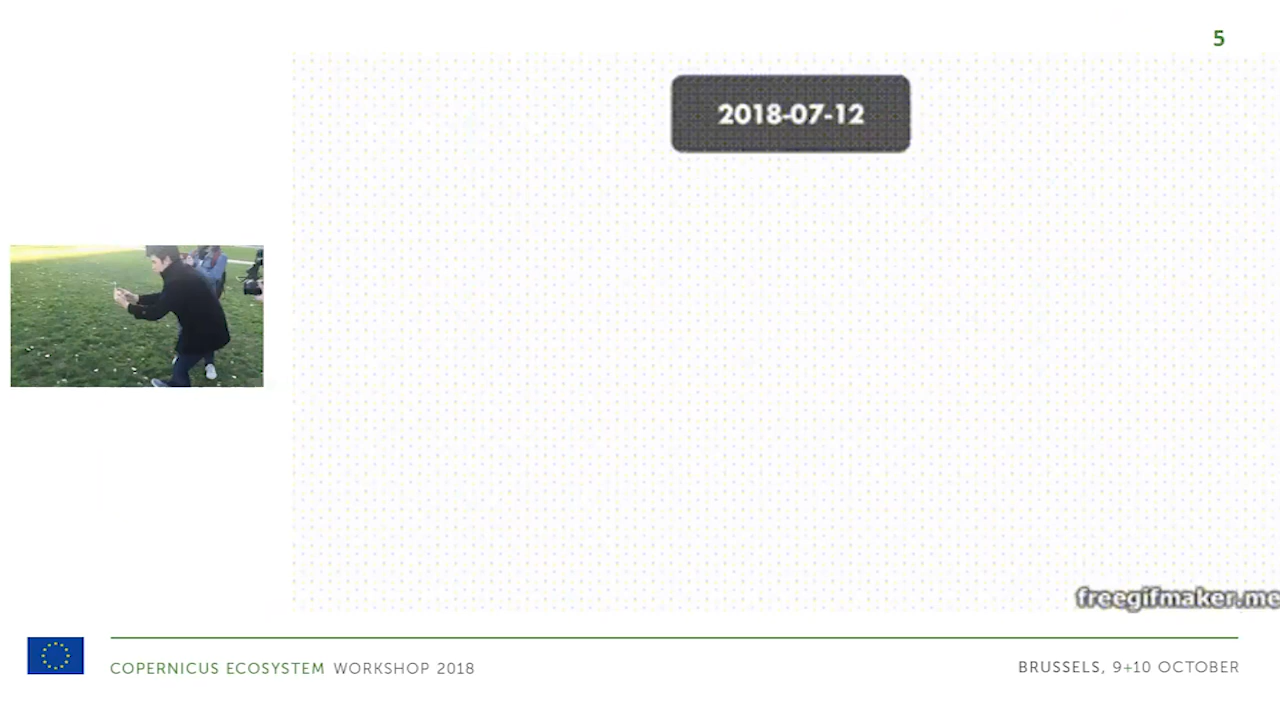 5
2018-07-12
freegifmaker.me
COPERNICUS ECOSYSTEM WORKSHOP 2018
BRUSSELS, 9+10 OCTOBER